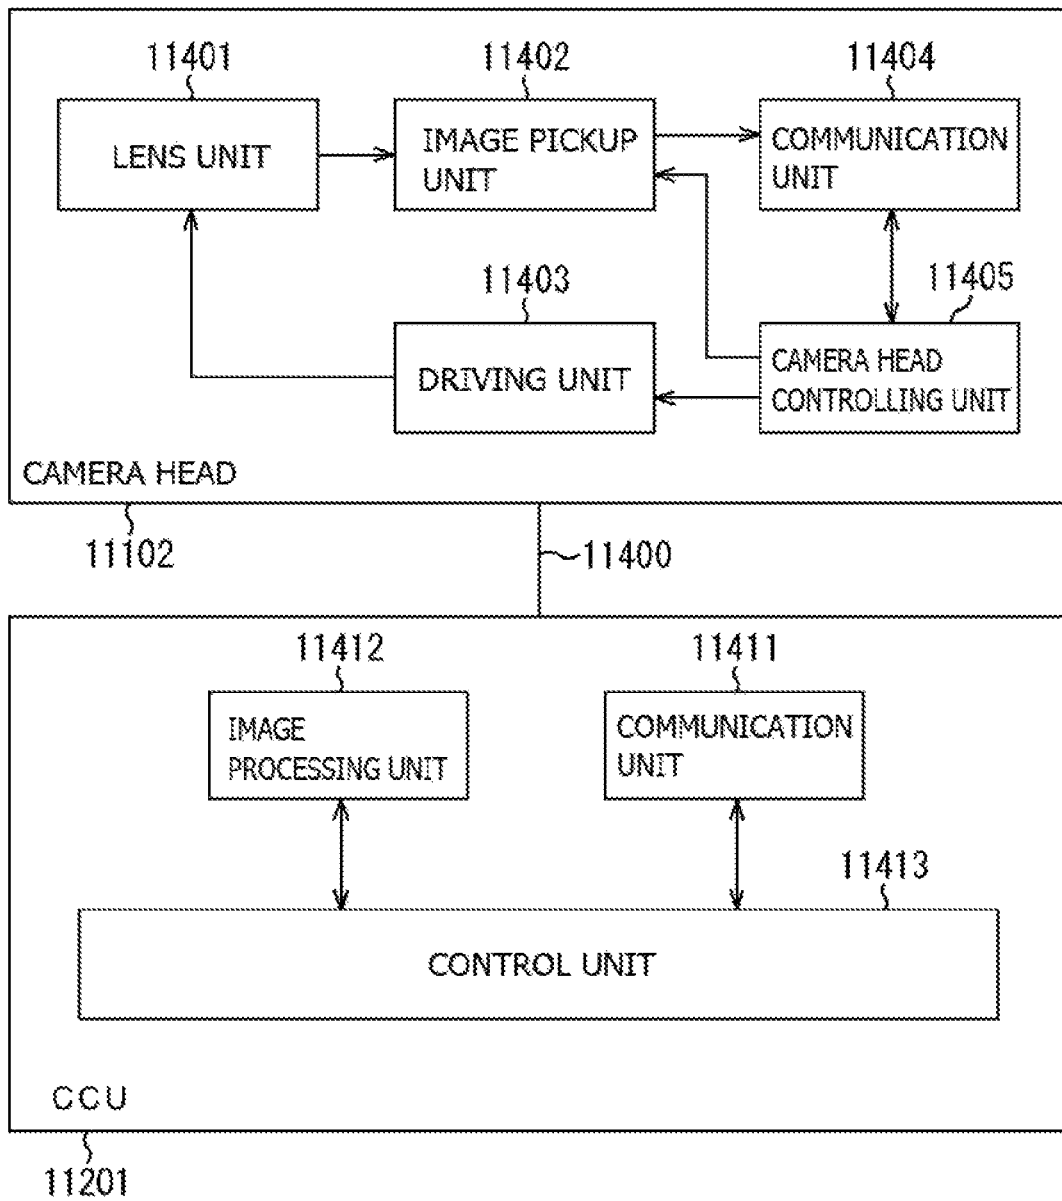 11401
11402
11404
LENS UNIT
IMAGE PICKUP
UNIT
COMMUNICATION
UNIT
11403
11405
DRIVING UNIT
CAMERA HEAD
CONTROLLING UNIT
CAMERA HEAD
11102
11400
11412
11411
IMAGE
PROCESSING UNIT
COMMUNICATION
UNIT
11413
CONTROL UNIT
CCU
11201